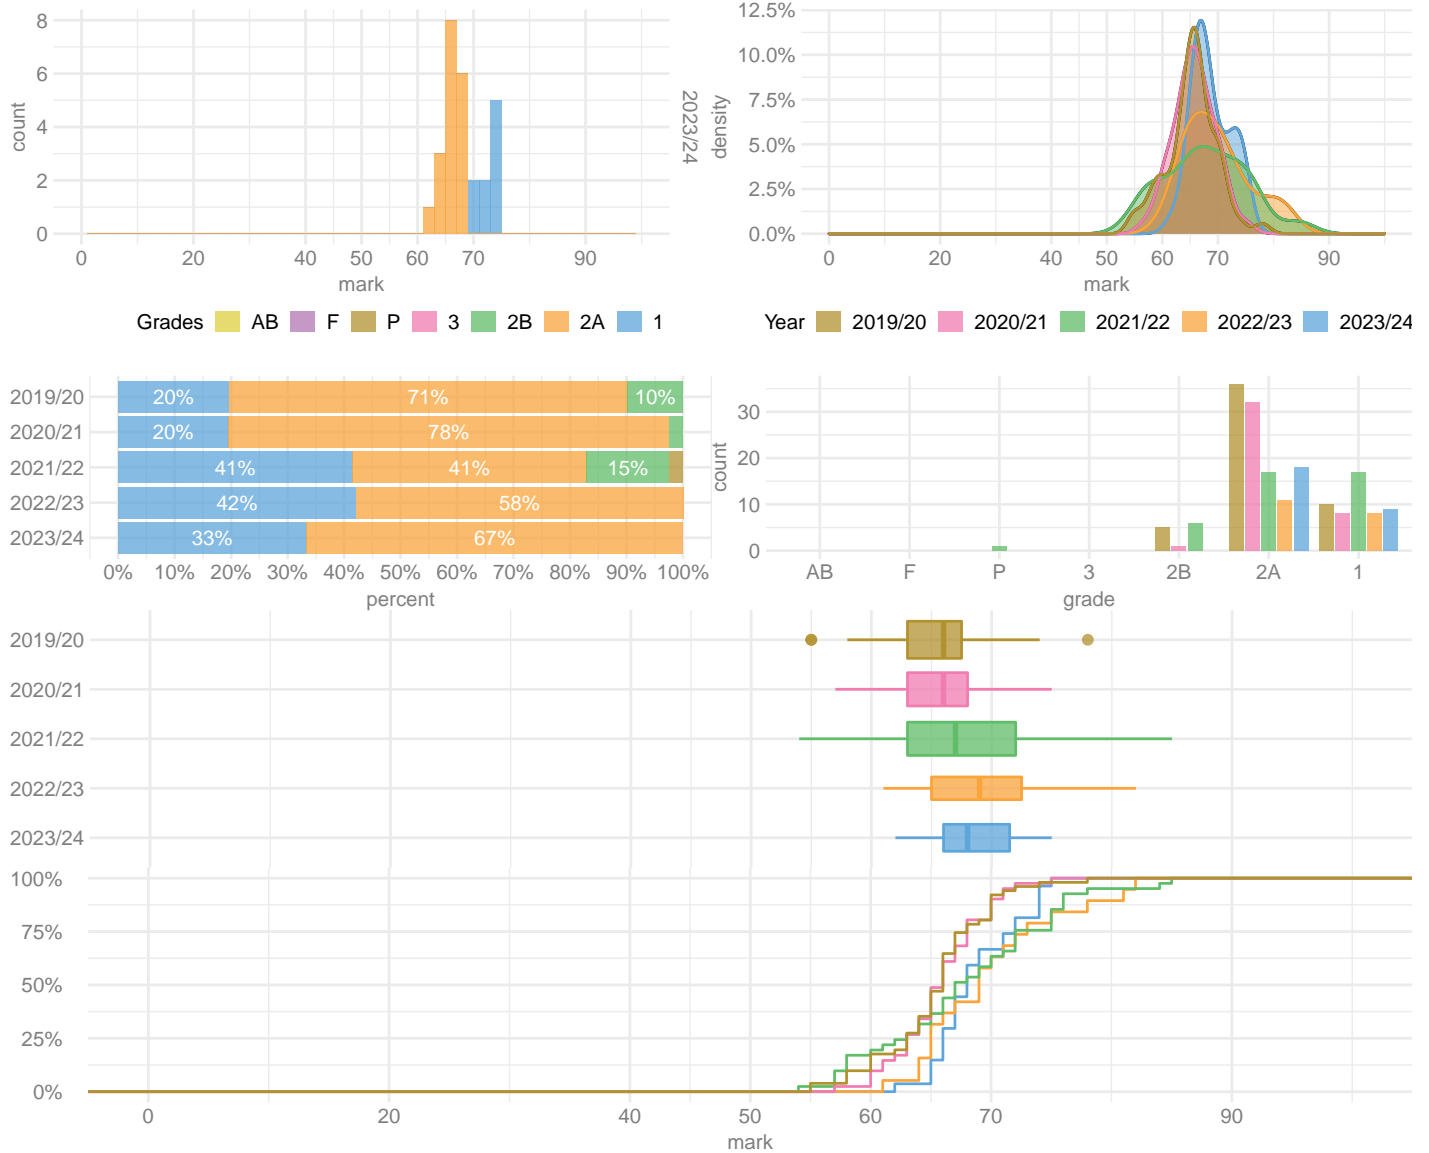 8
6
4
2
0
count
0 20 40 50 60 70 90
mark
2023/24
12.5%
10.0%
7.5%
5.0%
2.5%
0.0%
density
0 20 40 50 60 70 90
mark
Grades AB F P 3 2B 2A 1
Year 2019/20 2020/21 2021/22 2022/23 2023/24
2019/20 20% 71% 10%
2020/21 20% 78%
2021/22 41% 41% 15%
2022/23 42% 58%
2023/24 33% 67%
0% 10% 20% 30% 40% 50% 60% 70% 80% 90% 100%
percent
30
20
10
0
count
AB F P 3 2B 2A 1
grade
2019/20
2020/21
2021/22
2022/23
2023/24
100%
75%
50%
25%
0%
0 20 40 50 60 70 90
mark